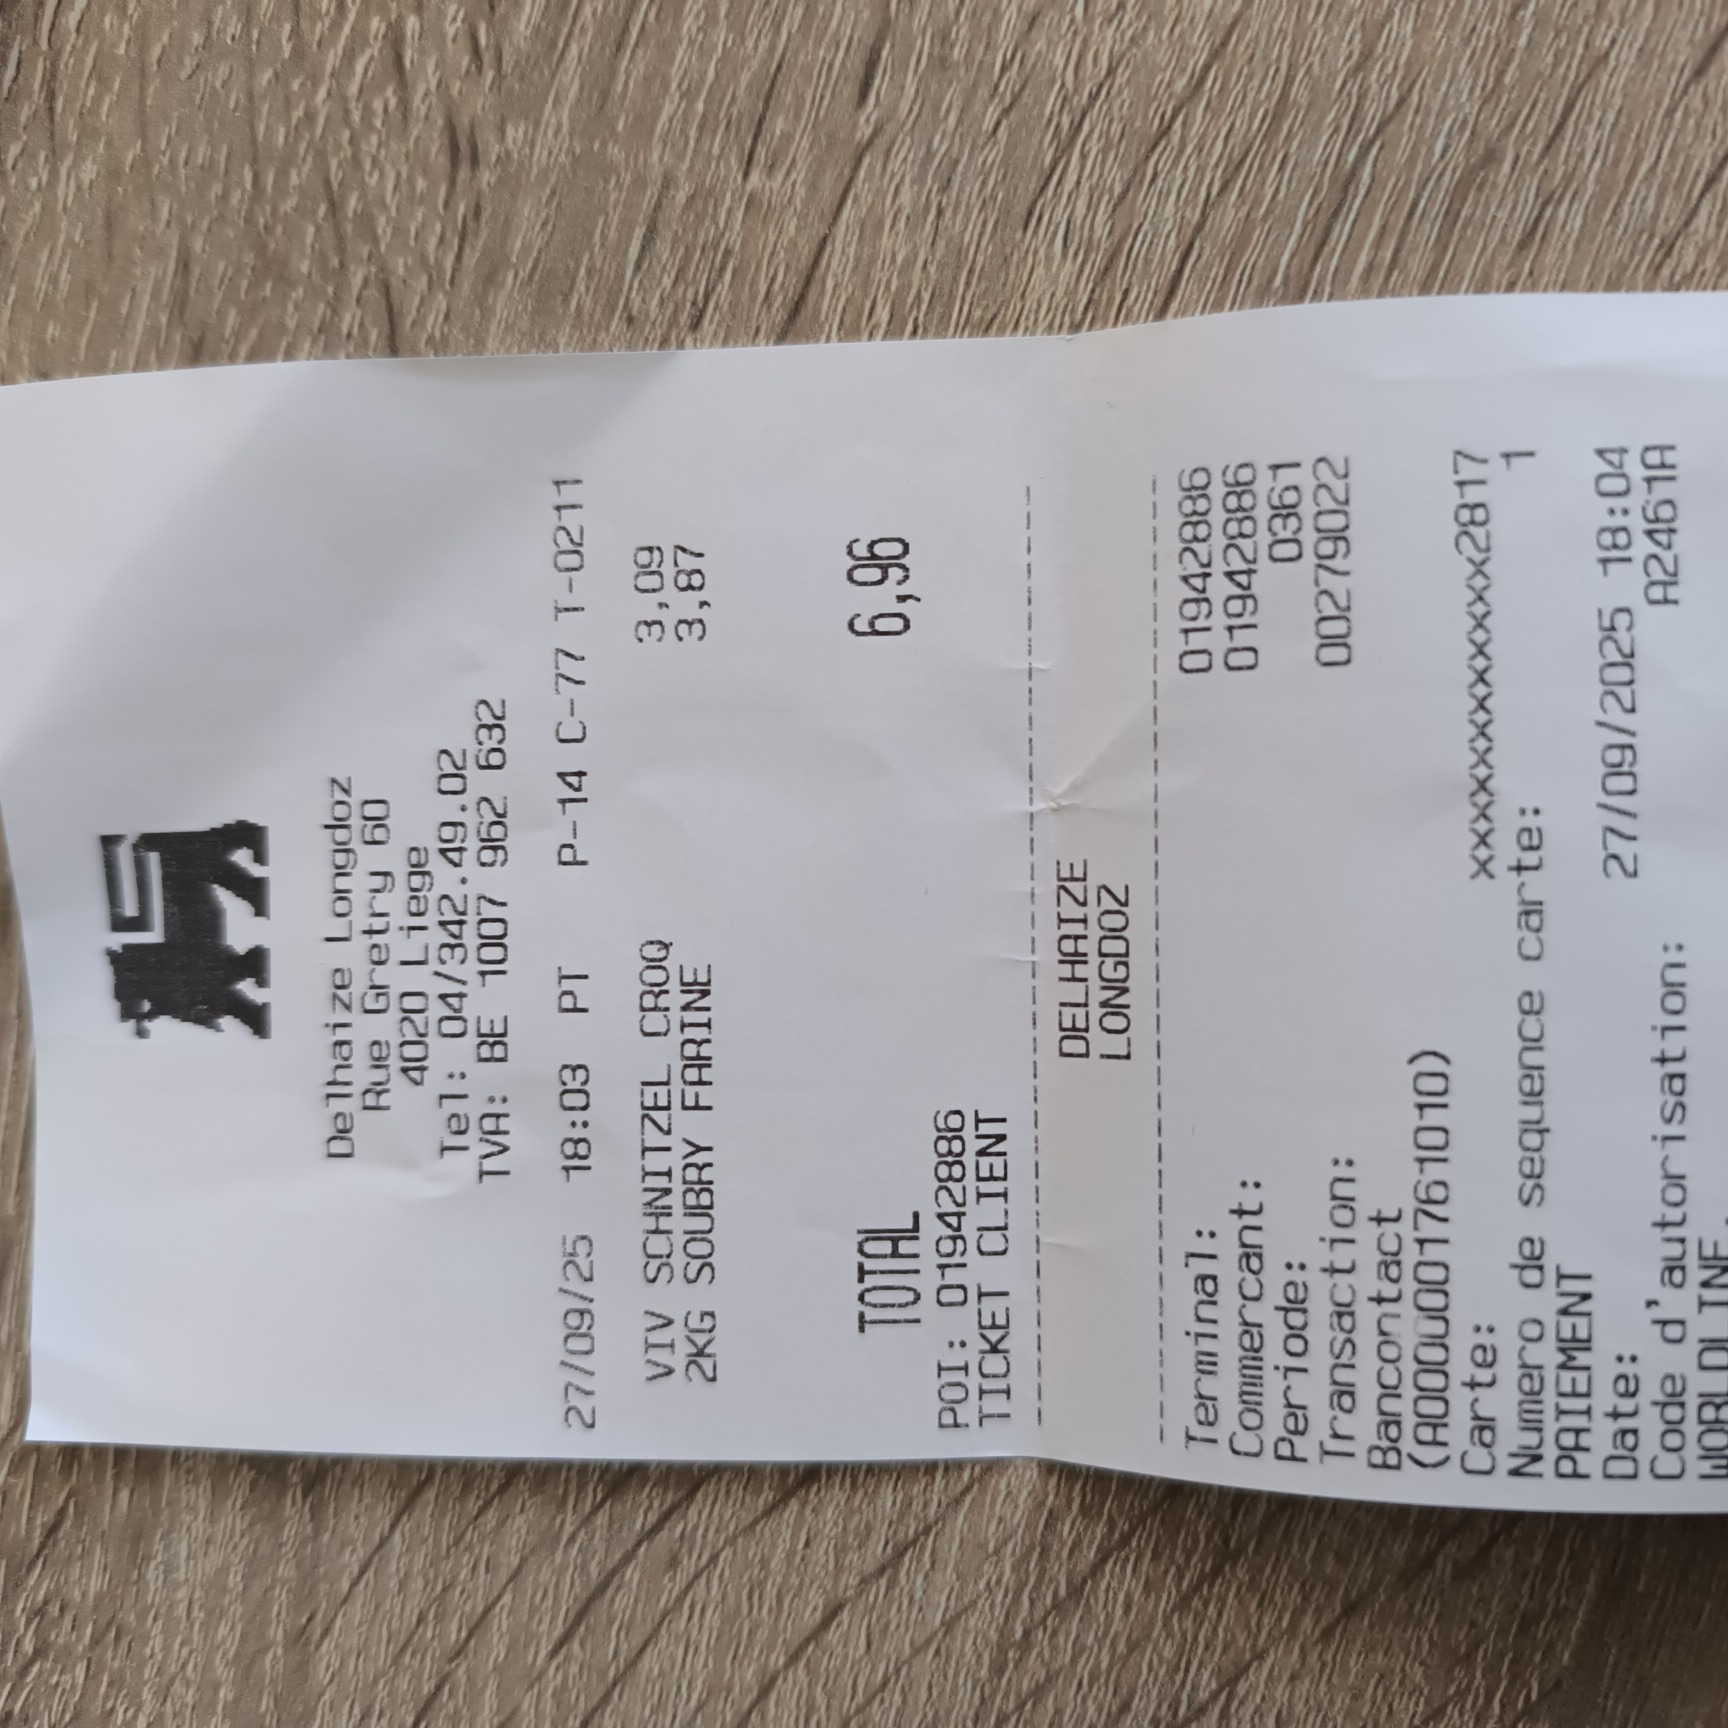 Delhaize Longdoz
Rue Gretry 60
4020 Liege
Tel: 04/342.49.02
TVA: BE 1007 962 632
27/09/25 18:03 PT P-14 C-77 T-0211
VIV SCHNITZEL CROQ 3,09
2KG SOUBRY FARINE 3,87
TOTAL 6,96
POI: 01942886
TICKET CLIENT
DELHAIZE
LONGDOZ
Terminal: 01942886
Commercant: 01942886
Periode: 0361
Transaction: 00279022
Bancontact
(A0000001761010)
Carte: xxxxxxxxxxxxx2817
Numero de sequence carte: 1
PAIEMENT
Date: 27/09/2025 18:04
Code d'autorisation: A2461A
WORLDLINE